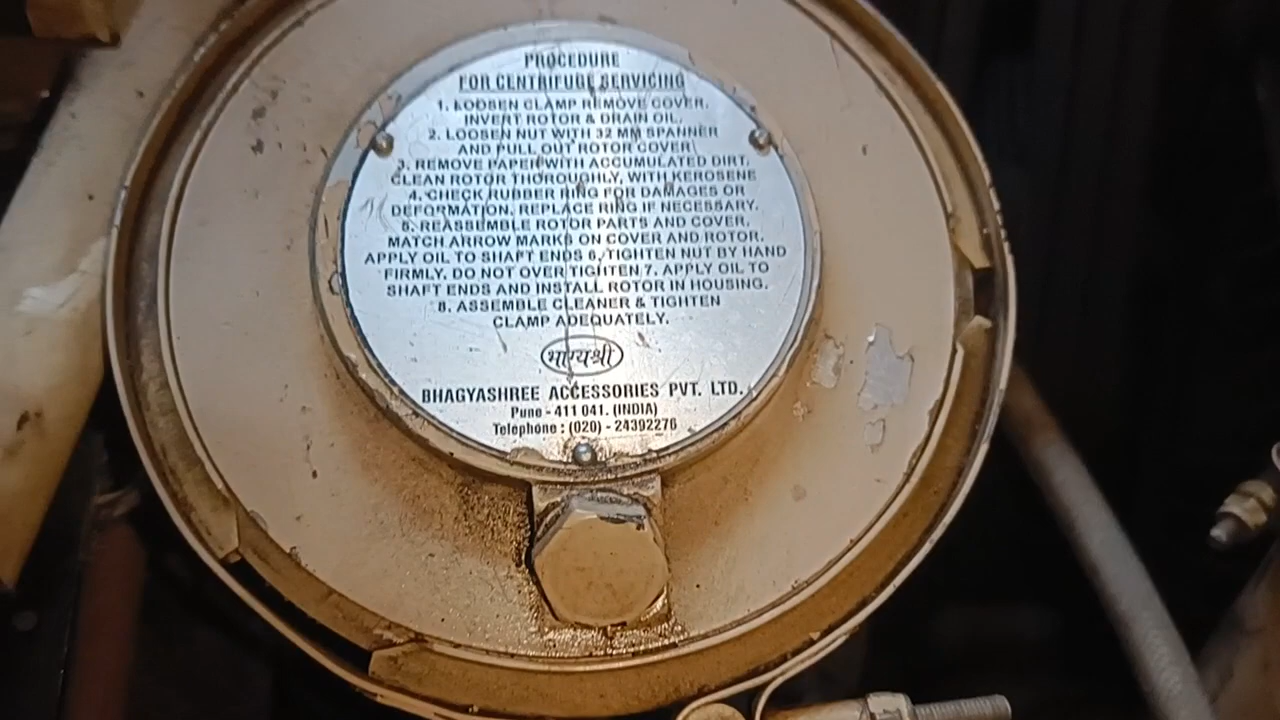 PROCEDURE
FOR CENTRIFUGE SERVICING
1. LOOSEN CLAMP REMOVE COVER.
INVERT ROTOR & DRAIN OIL.
2. LOOSEN NUT WITH 32 MM SPANNER
AND PULL OUT ROTOR COVER
3. REMOVE PAPER WITH ACCUMULATED DIRT.
CLEAN ROTOR THOROUGHLY, WITH KEROSENE
4. CHECK RUBBER RING FOR DAMAGES OR
DEFORMATION. REPLACE RING IF NECESSARY.
5. REASSEMBLE ROTOR PARTS AND COVER.
MATCH ARROW MARKS ON COVER AND ROTOR.
APPLY OIL TO SHAFT ENDS 6. TIGHTEN NUT BY HAND
FIRMLY. DO NOT OVER TIGHTEN 7. APPLY OIL TO
SHAFT ENDS AND INSTALL ROTOR IN HOUSING.
8. ASSEMBLE CLEANER & TIGHTEN
CLAMP ADEQUATELY.
भाग्यश्री
BHAGYASHREE ACCESSORIES PVT. LTD.
Pune - 411 041. (INDIA)
Telephone : (020) - 24392276